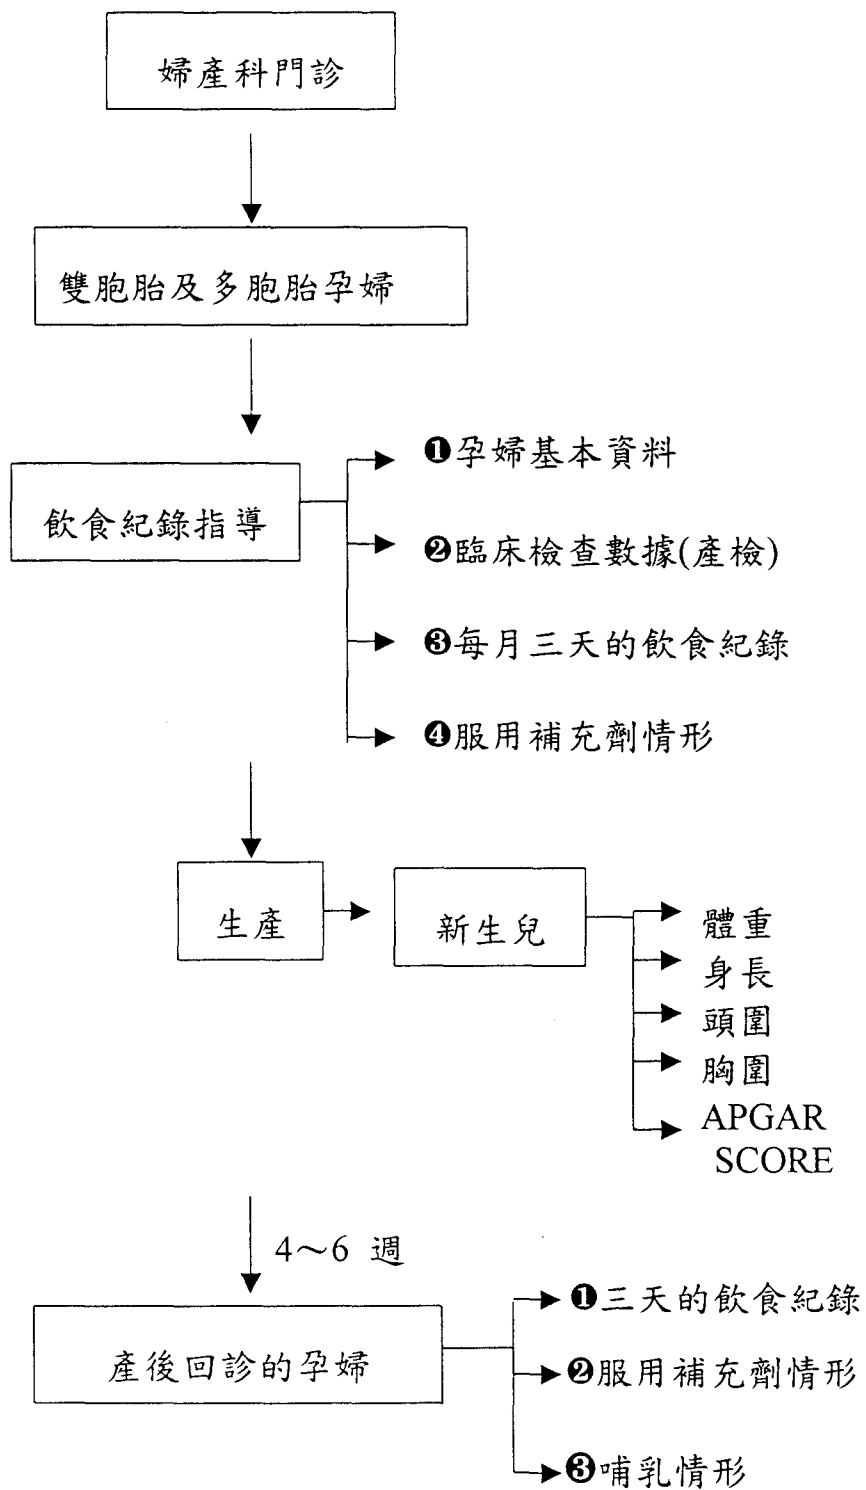 婦產科門診
雙胞胎及多胞胎孕婦
飲食紀錄指導
❶孕婦基本資料
❷臨床檢查數據(產檢)
❸每月三天的飲食紀錄
❹服用補充劑情形
生產
新生兒
體重
身長
頭圍
胸圍
APGAR
SCORE
4～6 週
產後回診的孕婦
❶三天的飲食紀錄
❷服用補充劑情形
❸哺乳情形